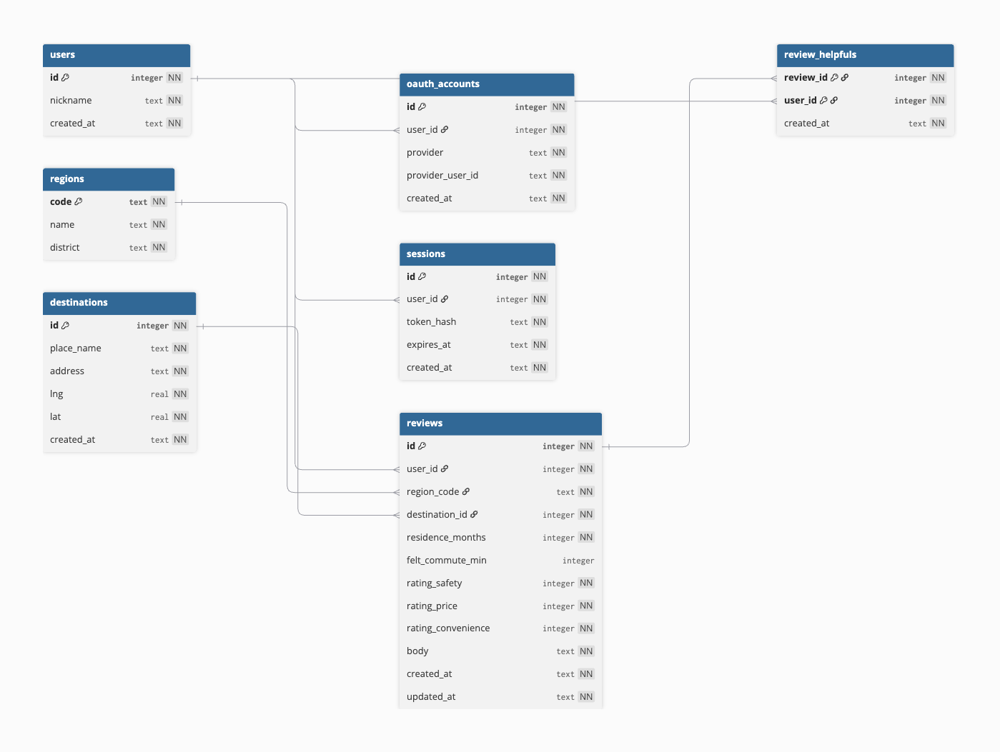 users
id integer NN
nickname text NN
created_at text NN
regions
code text NN
name text NN
district text NN
destinations
id integer NN
place_name text NN
address text NN
lng real NN
lat real NN
created_at text NN
oauth_accounts
id integer NN
user_id integer NN
provider text NN
provider_user_id text NN
created_at text NN
sessions
id integer NN
user_id integer NN
token_hash text NN
expires_at text NN
created_at text NN
reviews
id integer NN
user_id integer NN
region_code text NN
destination_id integer NN
residence_months integer NN
felt_commute_min integer
rating_safety integer NN
rating_price integer NN
rating_convenience integer NN
body text NN
created_at text NN
updated_at text NN
review_helpfuls
review_id integer NN
user_id integer NN
created_at text NN